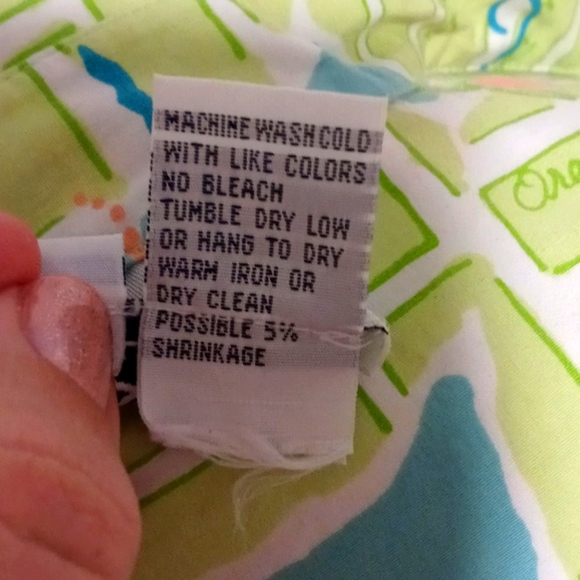 MACHINE WASH COLD
WITH LIKE COLORS
NO BLEACH
TUMBLE DRY LOW
OR HANG TO DRY
WARM IRON OR
DRY CLEAN
POSSIBLE 5%
SHRINKAGE